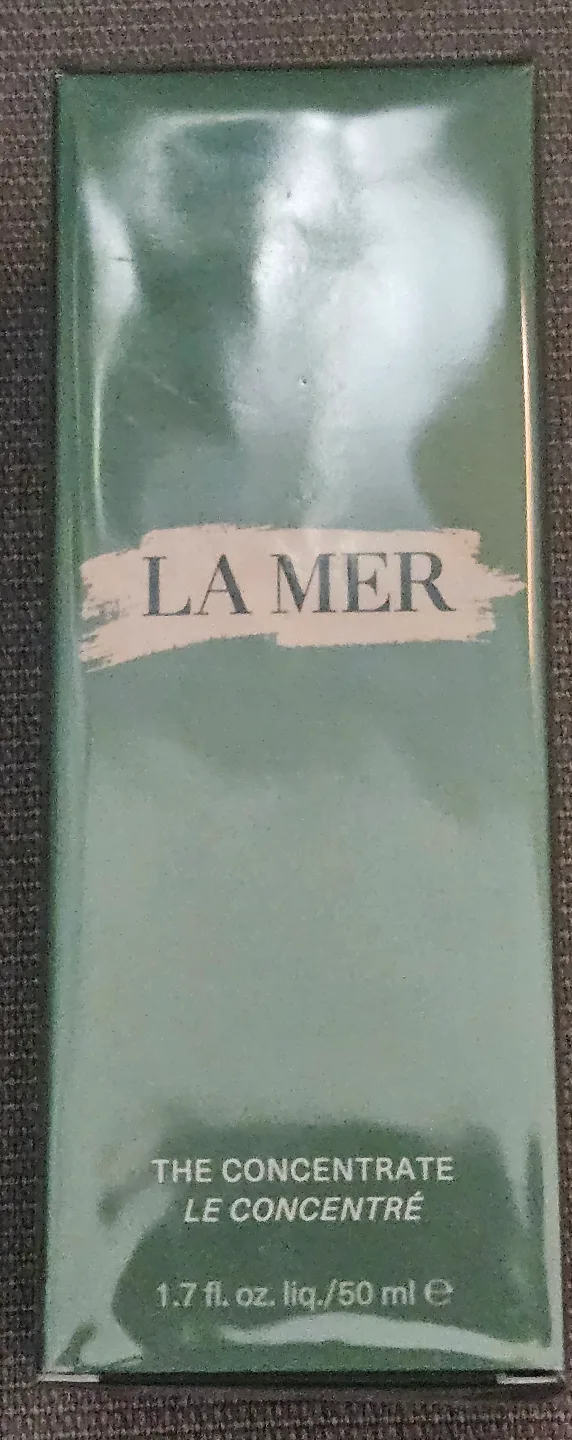 LA MER
THE CONCENTRATE
LE CONCENTRÉ
1.7 fl. oz. liq./50 ml ℮